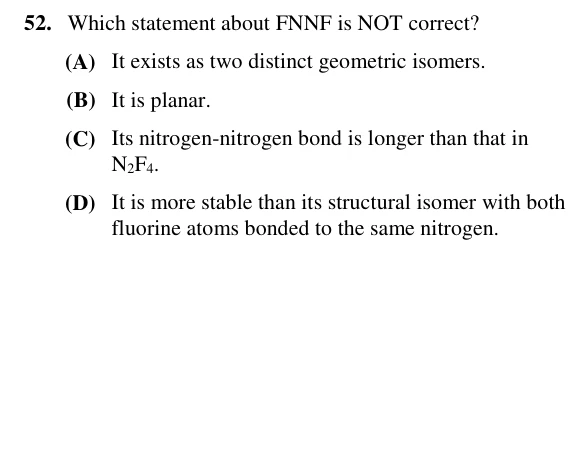 52. Which statement about FNNF is NOT correct?
(A) It exists as two distinct geometric isomers.
(B) It is planar.
(C) Its nitrogen-nitrogen bond is longer than that in
N₂F₄.
(D) It is more stable than its structural isomer with both
fluorine atoms bonded to the same nitrogen.